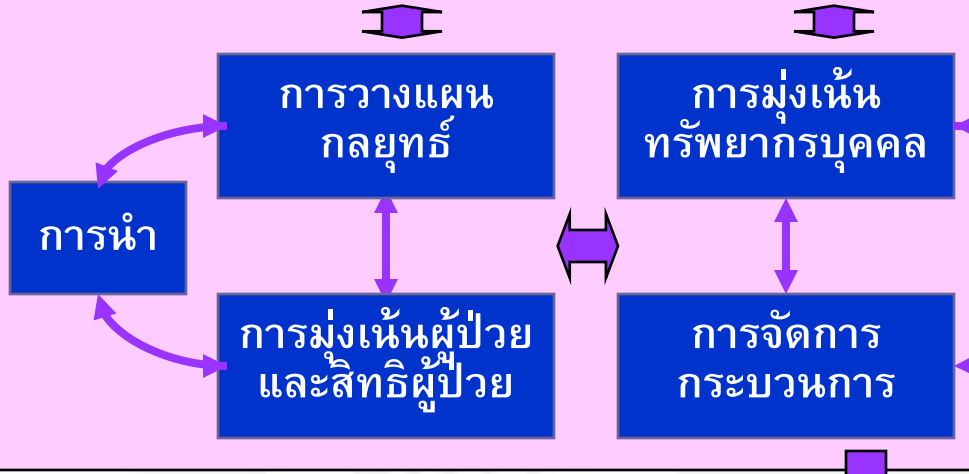 การวางแผน
กลยุทธ์
การมุ่งเน้น
ทรัพยากรบุคคล
การนำ
การมุ่งเน้นผู้ป่วย
และสิทธิผู้ป่วย
การจัดการ
กระบวนการ